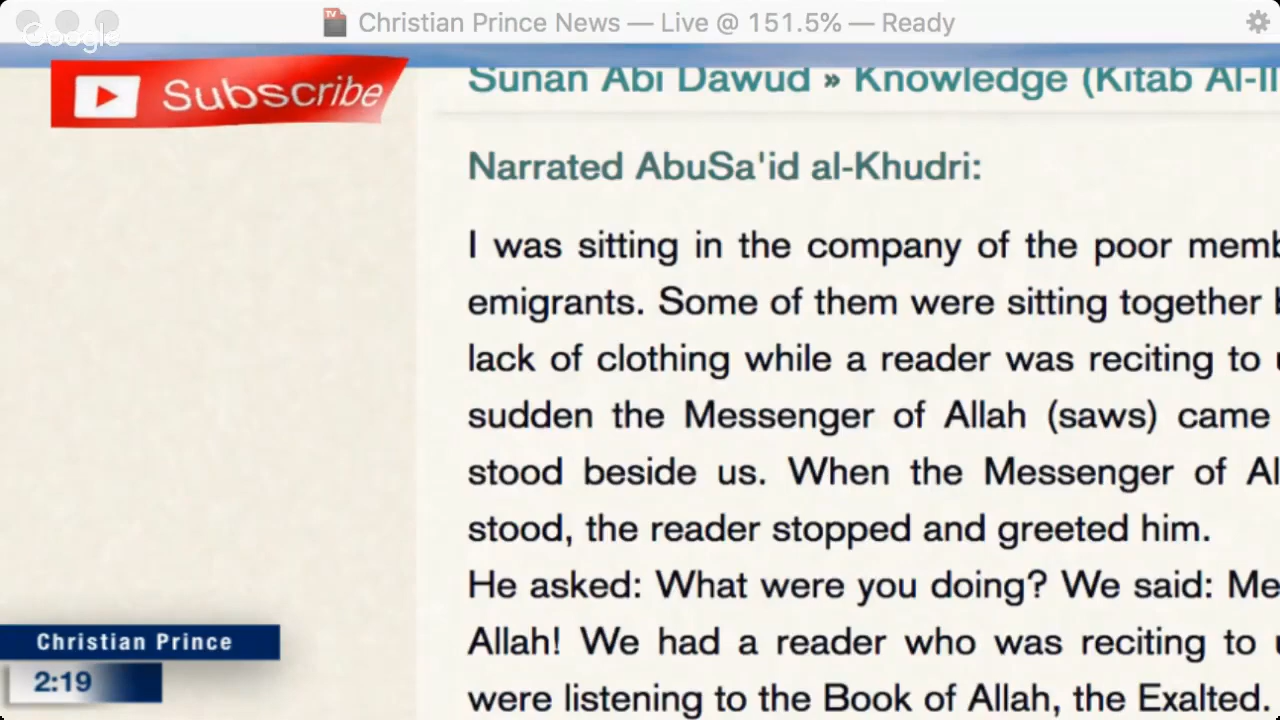 Christian Prince News — Live @ 151.5% — Ready
Google
Subscribe
Sunan Abi Dawud » Knowledge (Kitab Al-Il
Narrated AbuSa'id al-Khudri:
I was sitting in the company of the poor memb
emigrants. Some of them were sitting together
lack of clothing while a reader was reciting to
sudden the Messenger of Allah (saws) came
stood beside us. When the Messenger of Al
stood, the reader stopped and greeted him.
He asked: What were you doing? We said: Me
Allah! We had a reader who was reciting to
were listening to the Book of Allah, the Exalted.
Christian Prince
2:19